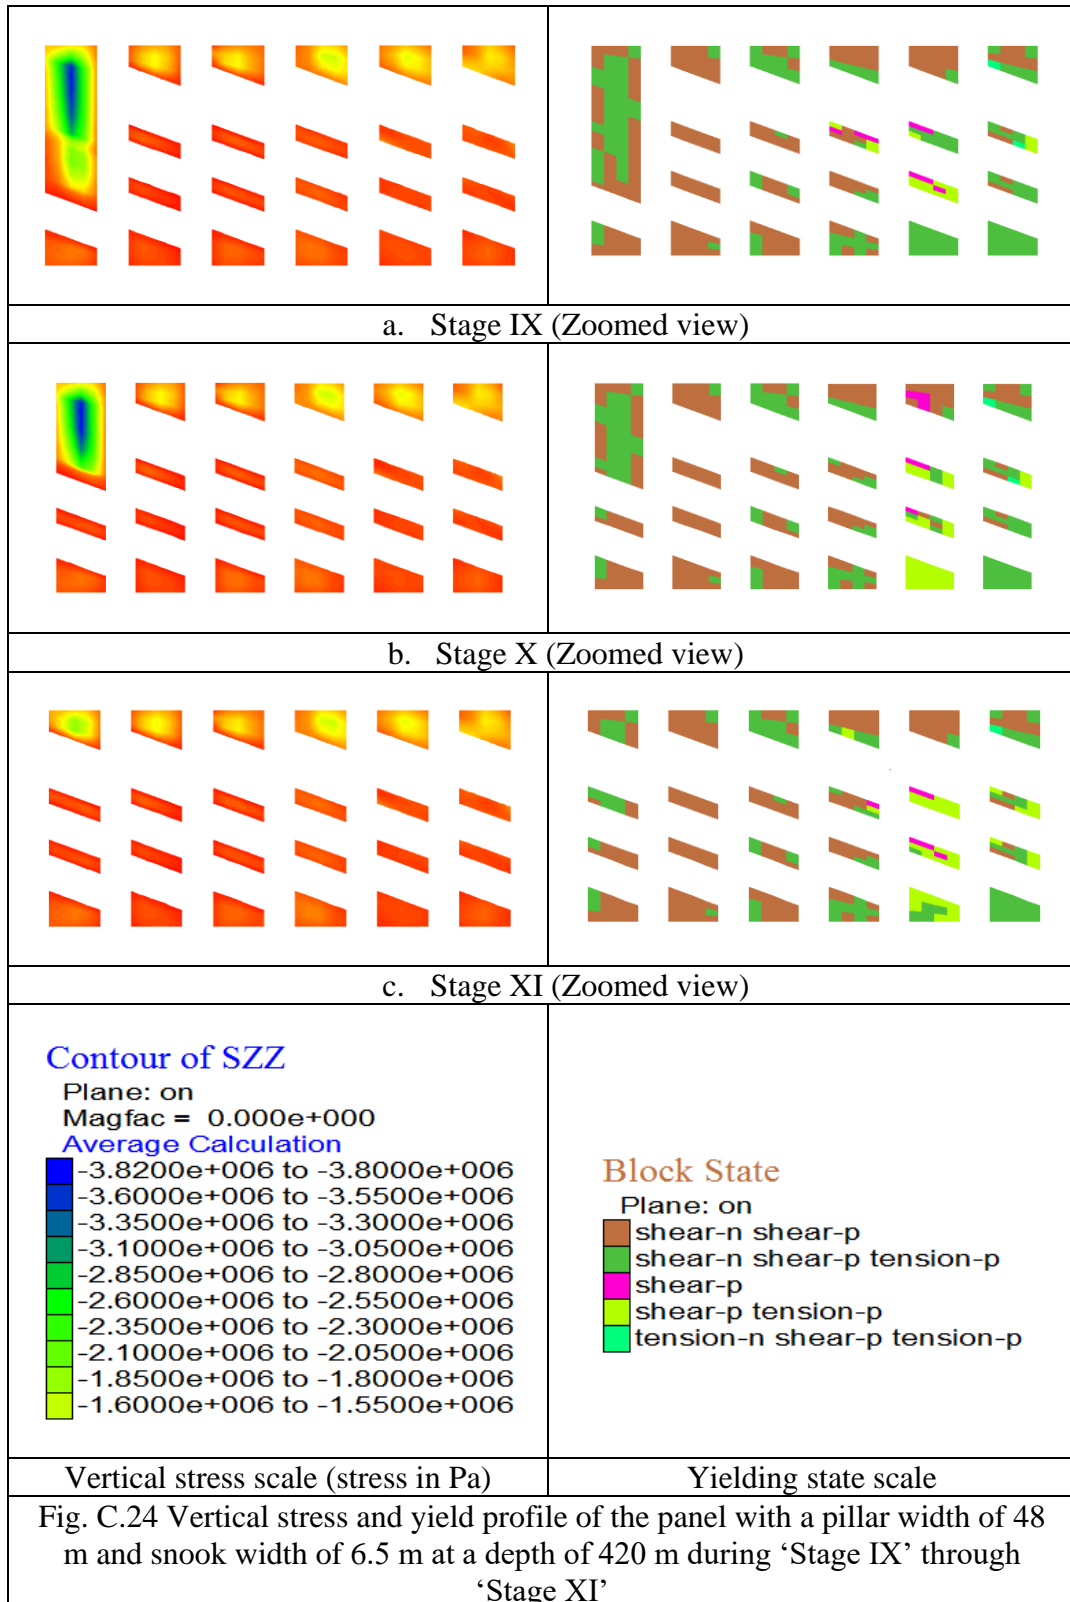 a. Stage IX (Zoomed view)
b. Stage X (Zoomed view)
c. Stage XI (Zoomed view)
Contour of SZZ
Plane: on
Magfac = 0.000e+000
Average Calculation
-3.8200e+006 to -3.8000e+006
-3.6000e+006 to -3.5500e+006
-3.3500e+006 to -3.3000e+006
-3.1000e+006 to -3.0500e+006
-2.8500e+006 to -2.8000e+006
-2.6000e+006 to -2.5500e+006
-2.3500e+006 to -2.3000e+006
-2.1000e+006 to -2.0500e+006
-1.8500e+006 to -1.8000e+006
-1.6000e+006 to -1.5500e+006
Block State
Plane: on
shear-n shear-p
shear-n shear-p tension-p
shear-p
shear-p tension-p
tension-n shear-p tension-p
Vertical stress scale (stress in Pa)
Yielding state scale
Fig. C.24 Vertical stress and yield profile of the panel with a pillar width of 48
m and snook width of 6.5 m at a depth of 420 m during ‘Stage IX’ through
‘Stage XI’